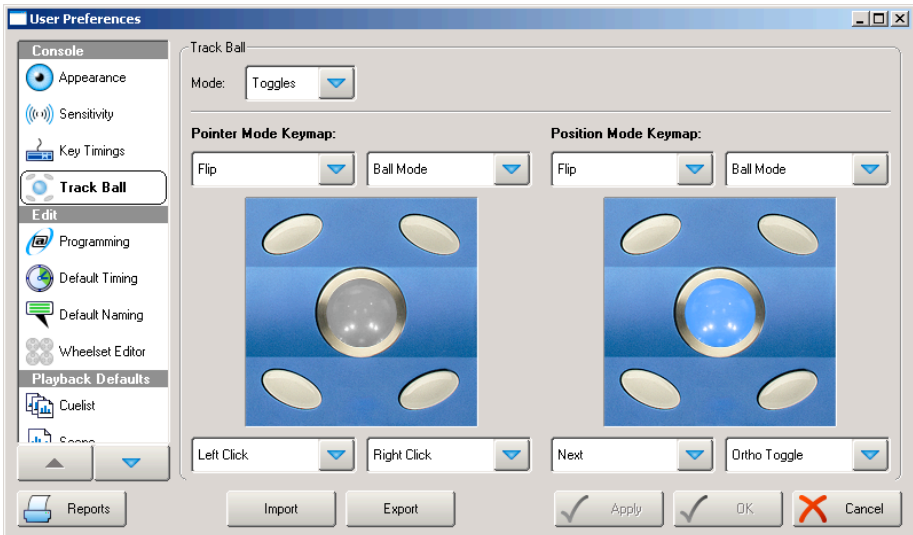 User Preferences
Console
Appearance
Sensitivity
Key Timings
Track Ball
Edit
Programming
Default Timing
Default Naming
Wheelset Editor
Playback Defaults
Cuelist
Track Ball
Mode: Toggles
Pointer Mode Keymap:
Flip
Ball Mode
Left Click
Right Click
Position Mode Keymap:
Flip
Ball Mode
Next
Ortho Toggle
Reports
Import
Export
Apply
OK
Cancel